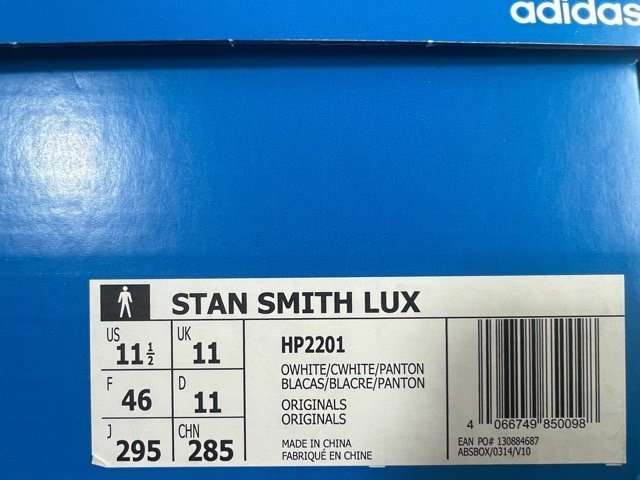 adidas
STAN SMITH LUX
US 11 1/2 UK 11
F 46 D 11
J 295 CHN 285
HP2201
OWHITE/CWHITE/PANTON
BLACAS/BLACRE/PANTON
ORIGINALS
ORIGINALS
MADE IN CHINA
FABRIQUÉ EN CHINE
4 066749 850098
EAN PO# 130884687
ABSBOX/0314/V10